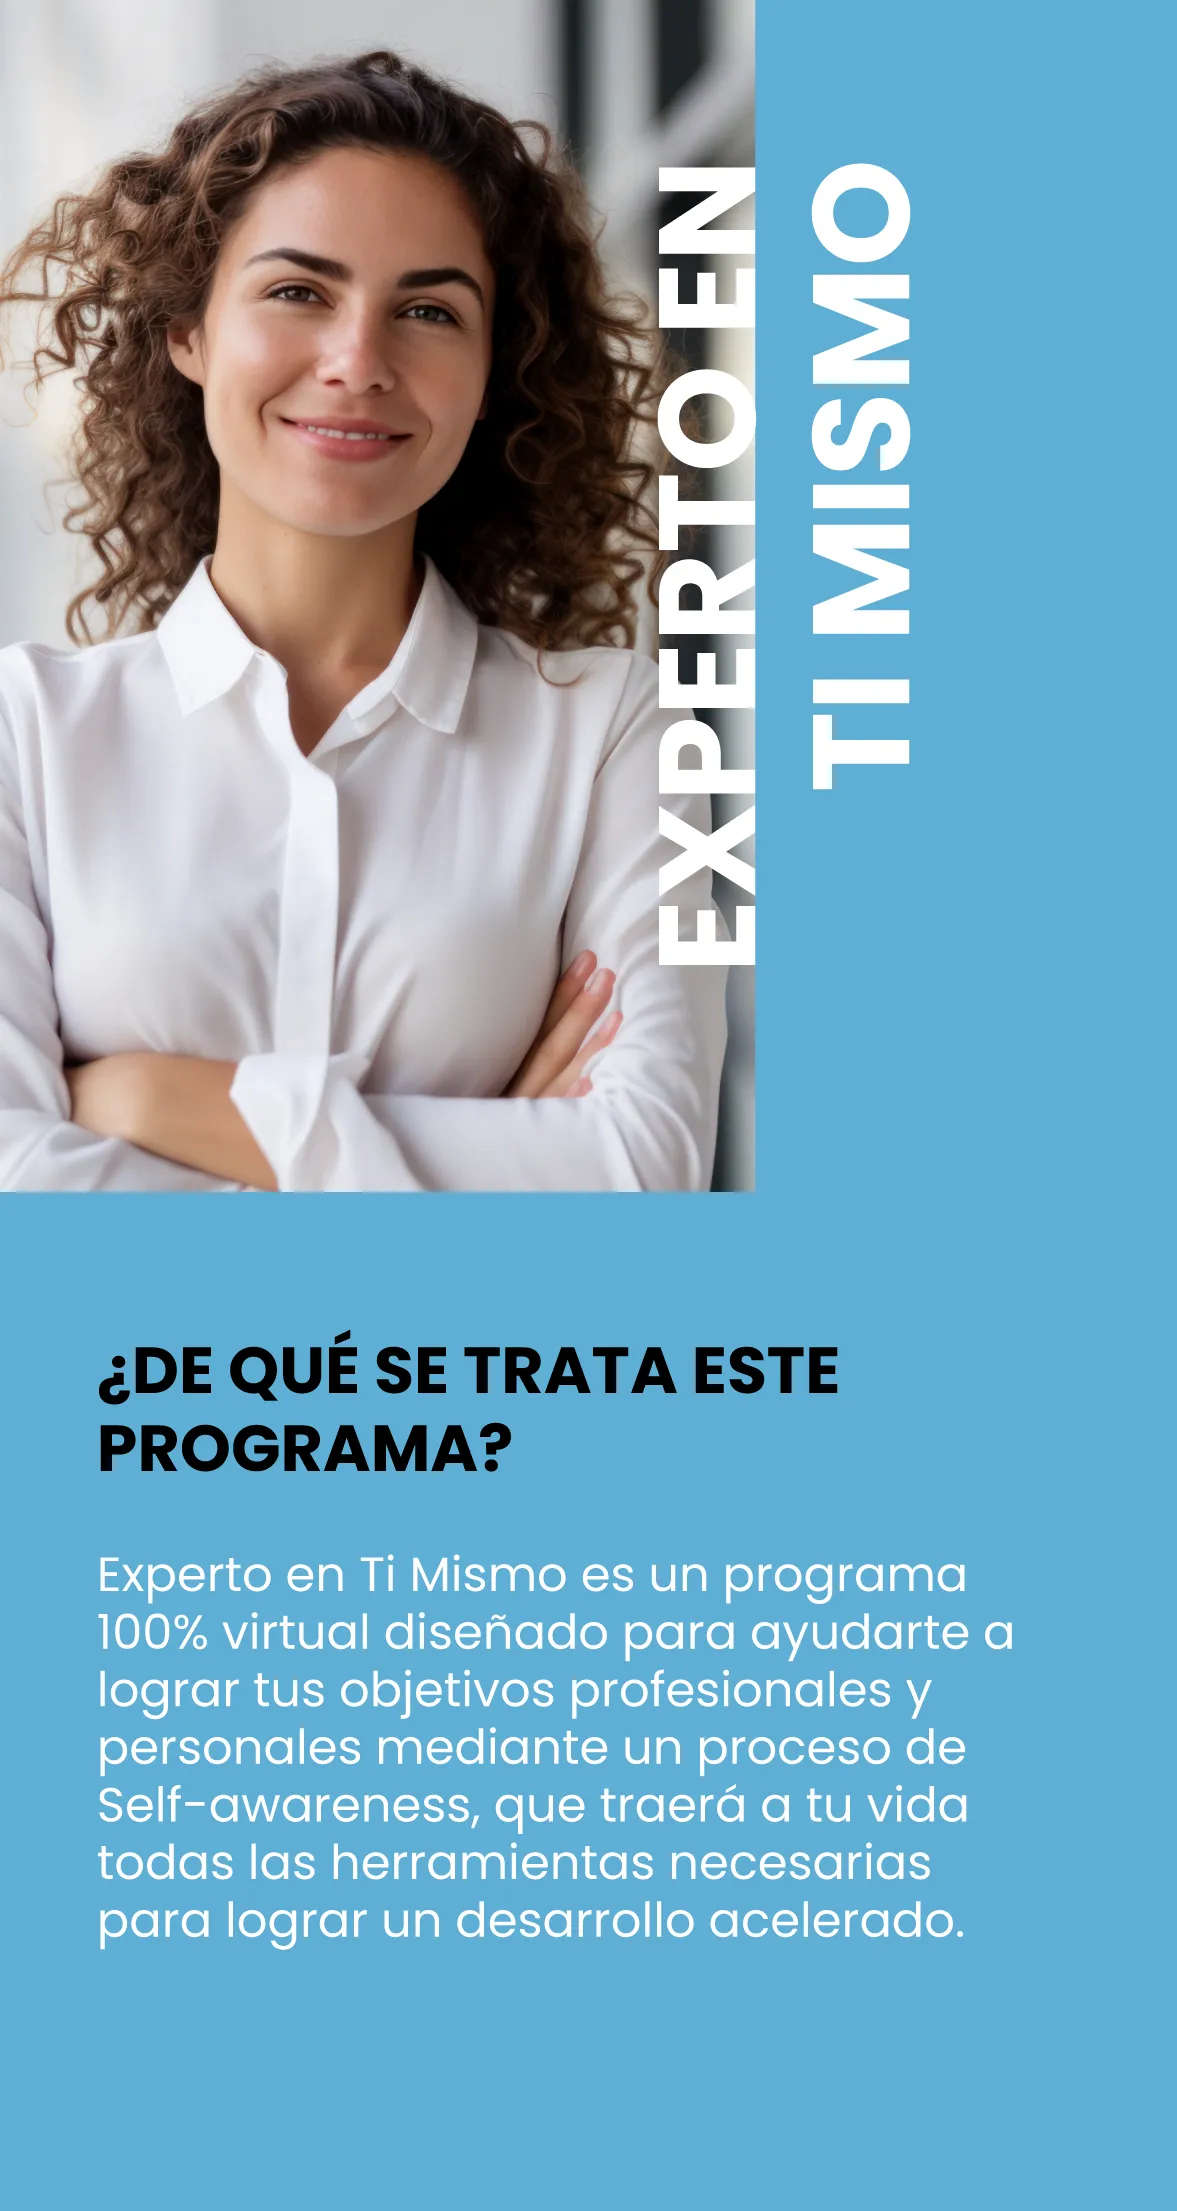 EXPERTO EN
TI MISMO
¿DE QUÉ SE TRATA ESTE
PROGRAMA?
Experto en Ti Mismo es un programa
100% virtual diseñado para ayudarte a
lograr tus objetivos profesionales y
personales mediante un proceso de
Self-awareness, que traerá a tu vida
todas las herramientas necesarias
para lograr un desarrollo acelerado.